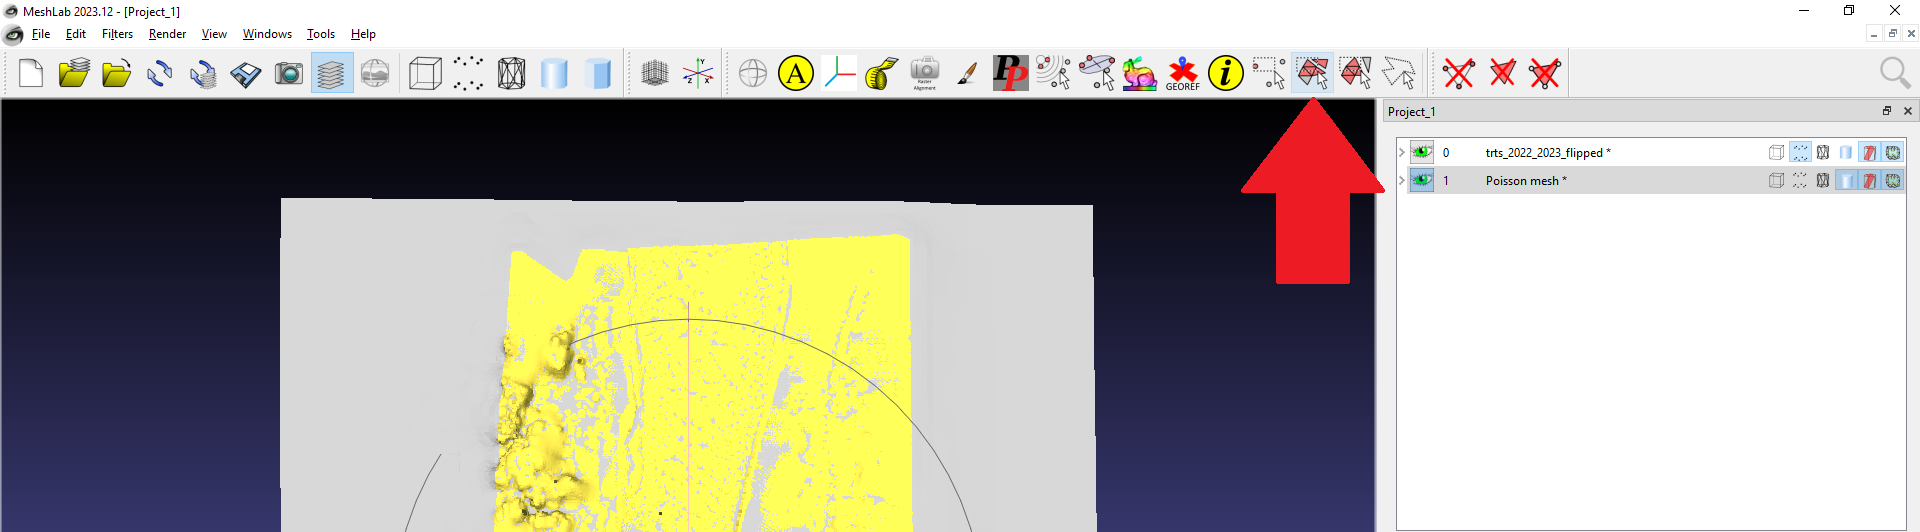 MeshLab 2023.12 - [Project_1]
File Edit Filters Render View Windows Tools Help
Y
Z X
A
Raster
Alignment
PP
GEOREF
i
Project_1
0 trts_2022_2023_flipped *
1 Poisson mesh *